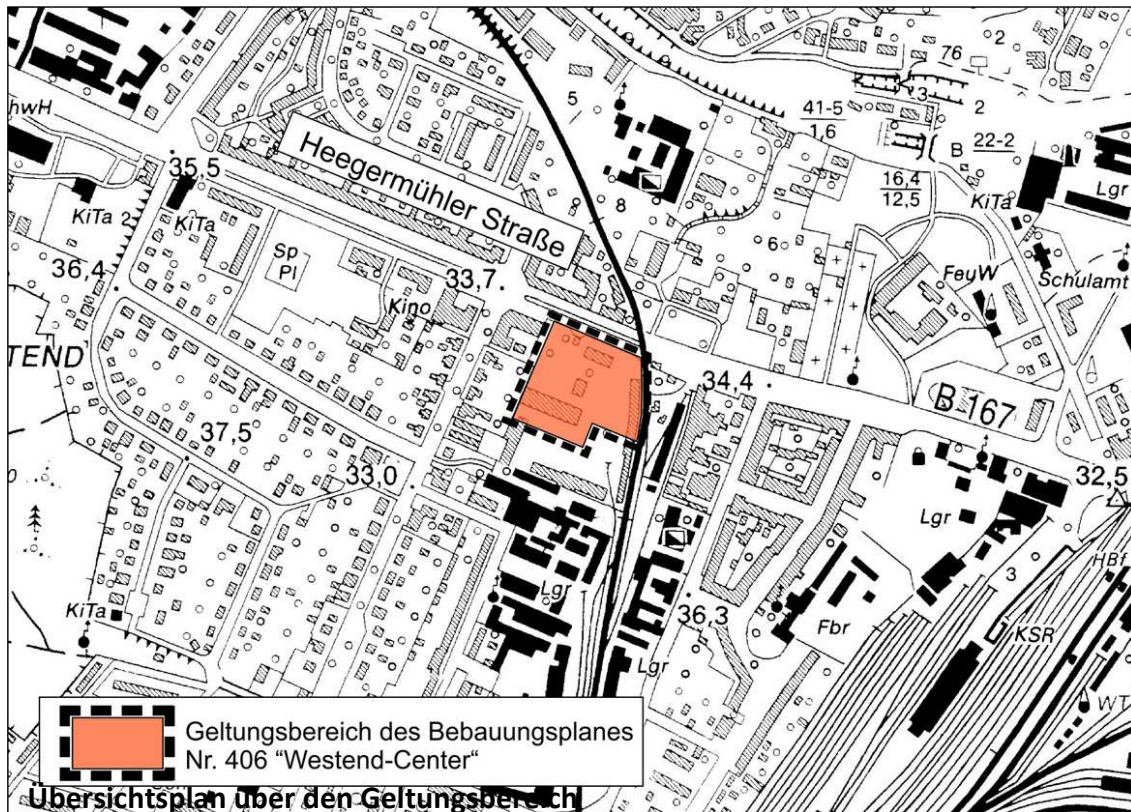 hwH
35,5
KiTa
2
KiTa
36,4
TEND
37,5
33,0
KiTa
Sp
Pl
Kino
33,7
Heegermühler Straße
5
8
6
41-5
1,6
76
2
3
2
B
22-2
16,4
12,5
KiTa
Lgr
FeuW
Schulamt
34,4
B 167
32,5
Lgr
HBf
3
KSR
WT
Fbr
36,3
Lgr
Lgr
Geltungsbereich des Bebauungsplanes
Nr. 406 "Westend-Center"
Übersichtsplan über den Geltungsbereich